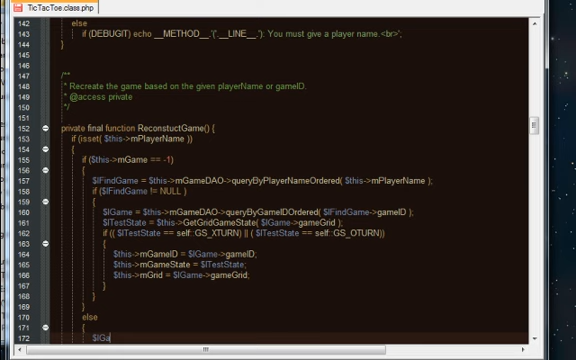 TicTacToe.class.php
142 else
143 if (DEBUGIT) echo __METHOD__.'('.__LINE__.'): You must give a player name.<br>';
144 }
145
146
147 /**
148 * Recreate the game based on the given playerName or gameID.
149 * @access private
150 */
151
152 private final function ReconstuctGame() {
153 if (isset( $this->mPlayerName ))
154 {
155 if ($this->mGame == -1)
156 {
157 $lFindGame = $this->mGameDAO->queryByPlayerNameOrdered( $this->mPlayerName );
158 if ($lFindGame != NULL )
159 {
160 $lGame = $this->mGameDAO->queryByGameIDOrdered( $lFindGame->gameID );
161 $lTestState = $this->GetGridGameState( $lGame->gameGrid );
162 if (( $lTestState == self::GS_XTURN) || ( $lTestState == self::GS_OTURN))
163 {
164 $this->mGameID = $lGame->gameID;
165 $this->mGameState = $lTestState;
166 $this->mGrid = $lGame->gameGrid;
167 }
168 }
169 }
170 else
171 {
172 $lGa